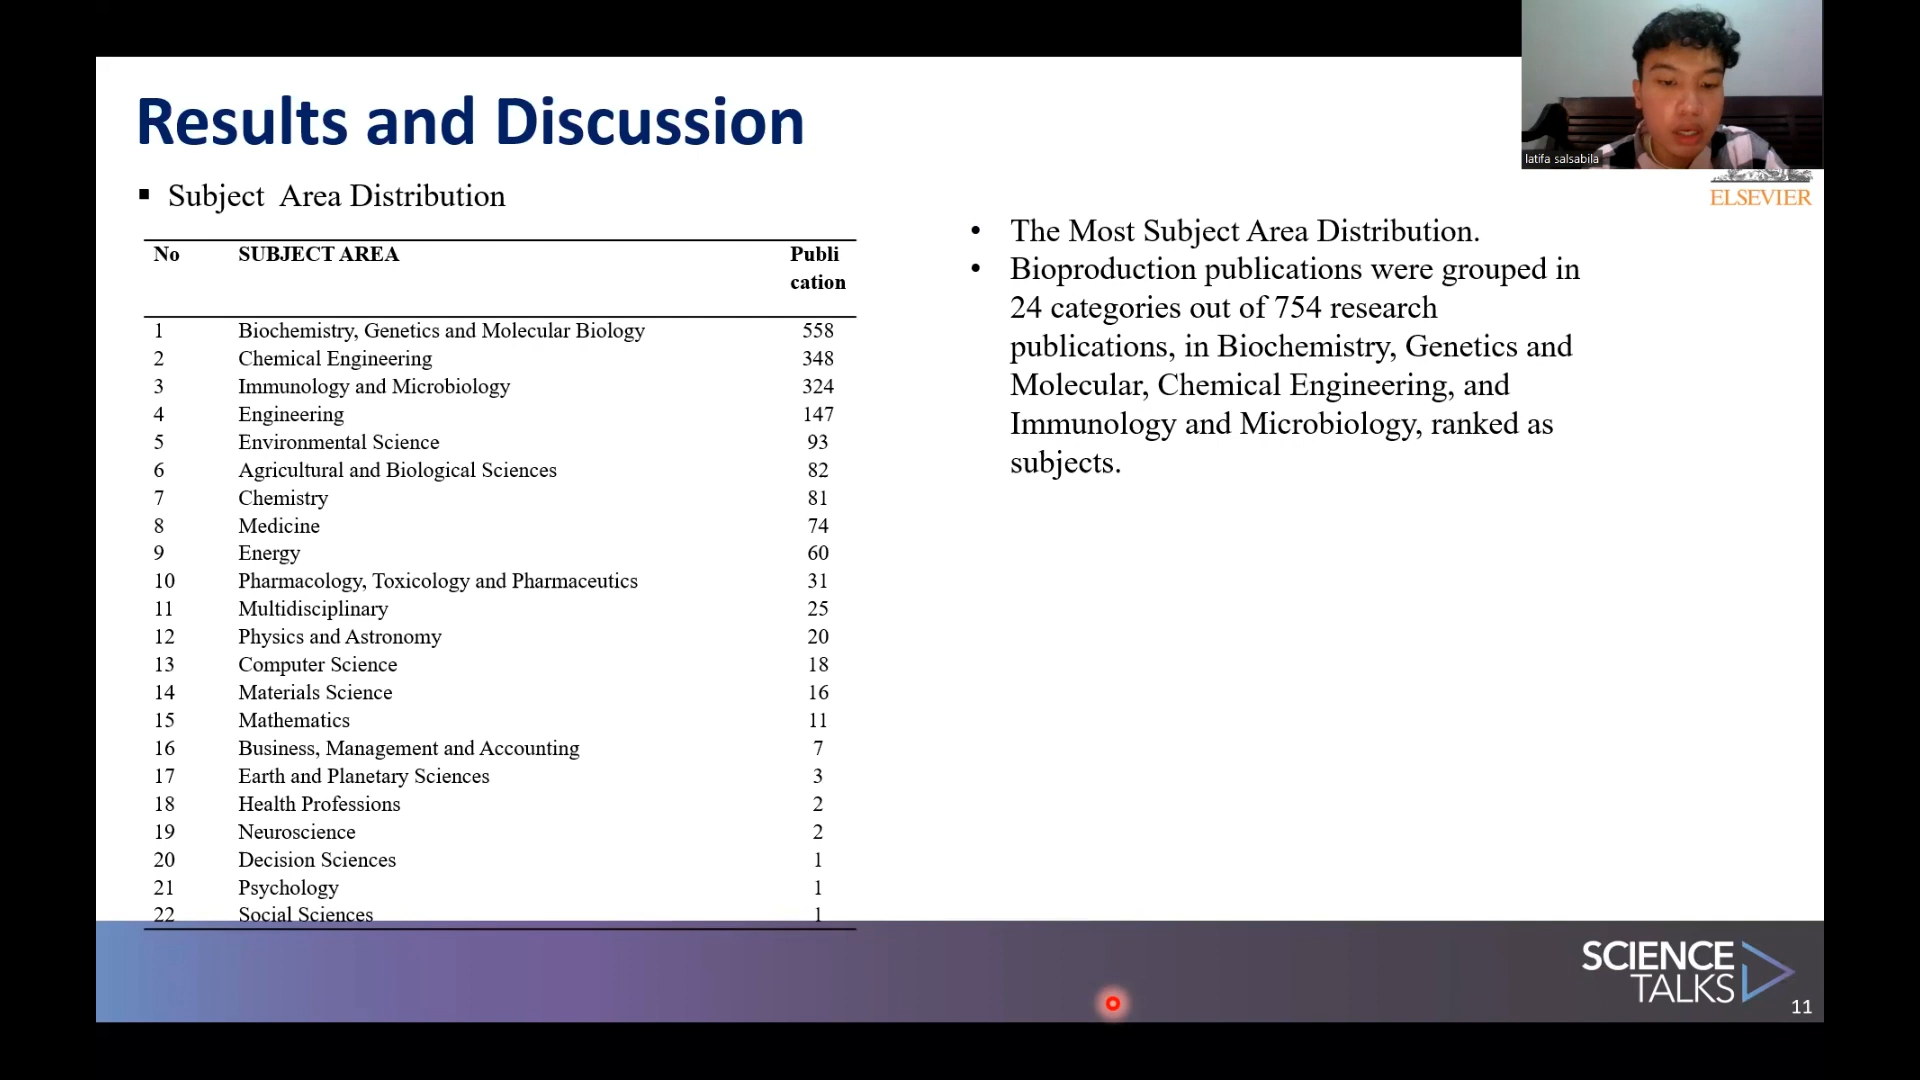 Results and Discussion
latifa salsabila
ELSEVIER
▪ Subject Area Distribution
No SUBJECT AREA Publi
cation
1 Biochemistry, Genetics and Molecular Biology 558
2 Chemical Engineering 348
3 Immunology and Microbiology 324
4 Engineering 147
5 Environmental Science 93
6 Agricultural and Biological Sciences 82
7 Chemistry 81
8 Medicine 74
9 Energy 60
10 Pharmacology, Toxicology and Pharmaceutics 31
11 Multidisciplinary 25
12 Physics and Astronomy 20
13 Computer Science 18
14 Materials Science 16
15 Mathematics 11
16 Business, Management and Accounting 7
17 Earth and Planetary Sciences 3
18 Health Professions 2
19 Neuroscience 2
20 Decision Sciences 1
21 Psychology 1
22 Social Sciences 1
• The Most Subject Area Distribution.
• Bioproduction publications were grouped in
24 categories out of 754 research
publications, in Biochemistry, Genetics and
Molecular, Chemical Engineering, and
Immunology and Microbiology, ranked as
subjects.
SCIENCE
TALKS
11